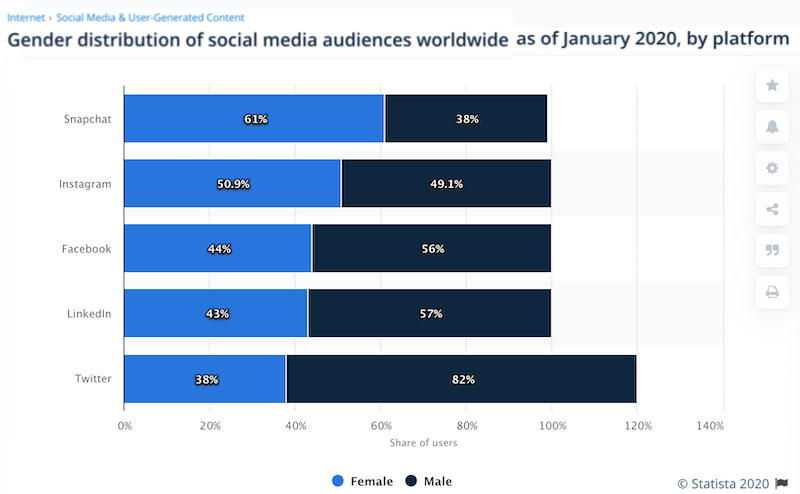 Internet › Social Media & User-Generated Content
Gender distribution of social media audiences worldwide as of January 2020, by platform
Snapchat 61% 38%
Instagram 50.9% 49.1%
Facebook 44% 56%
LinkedIn 43% 57%
Twitter 38% 82%
0% 20% 40% 60% 80% 100% 120% 140%
Share of users
Female Male
© Statista 2020